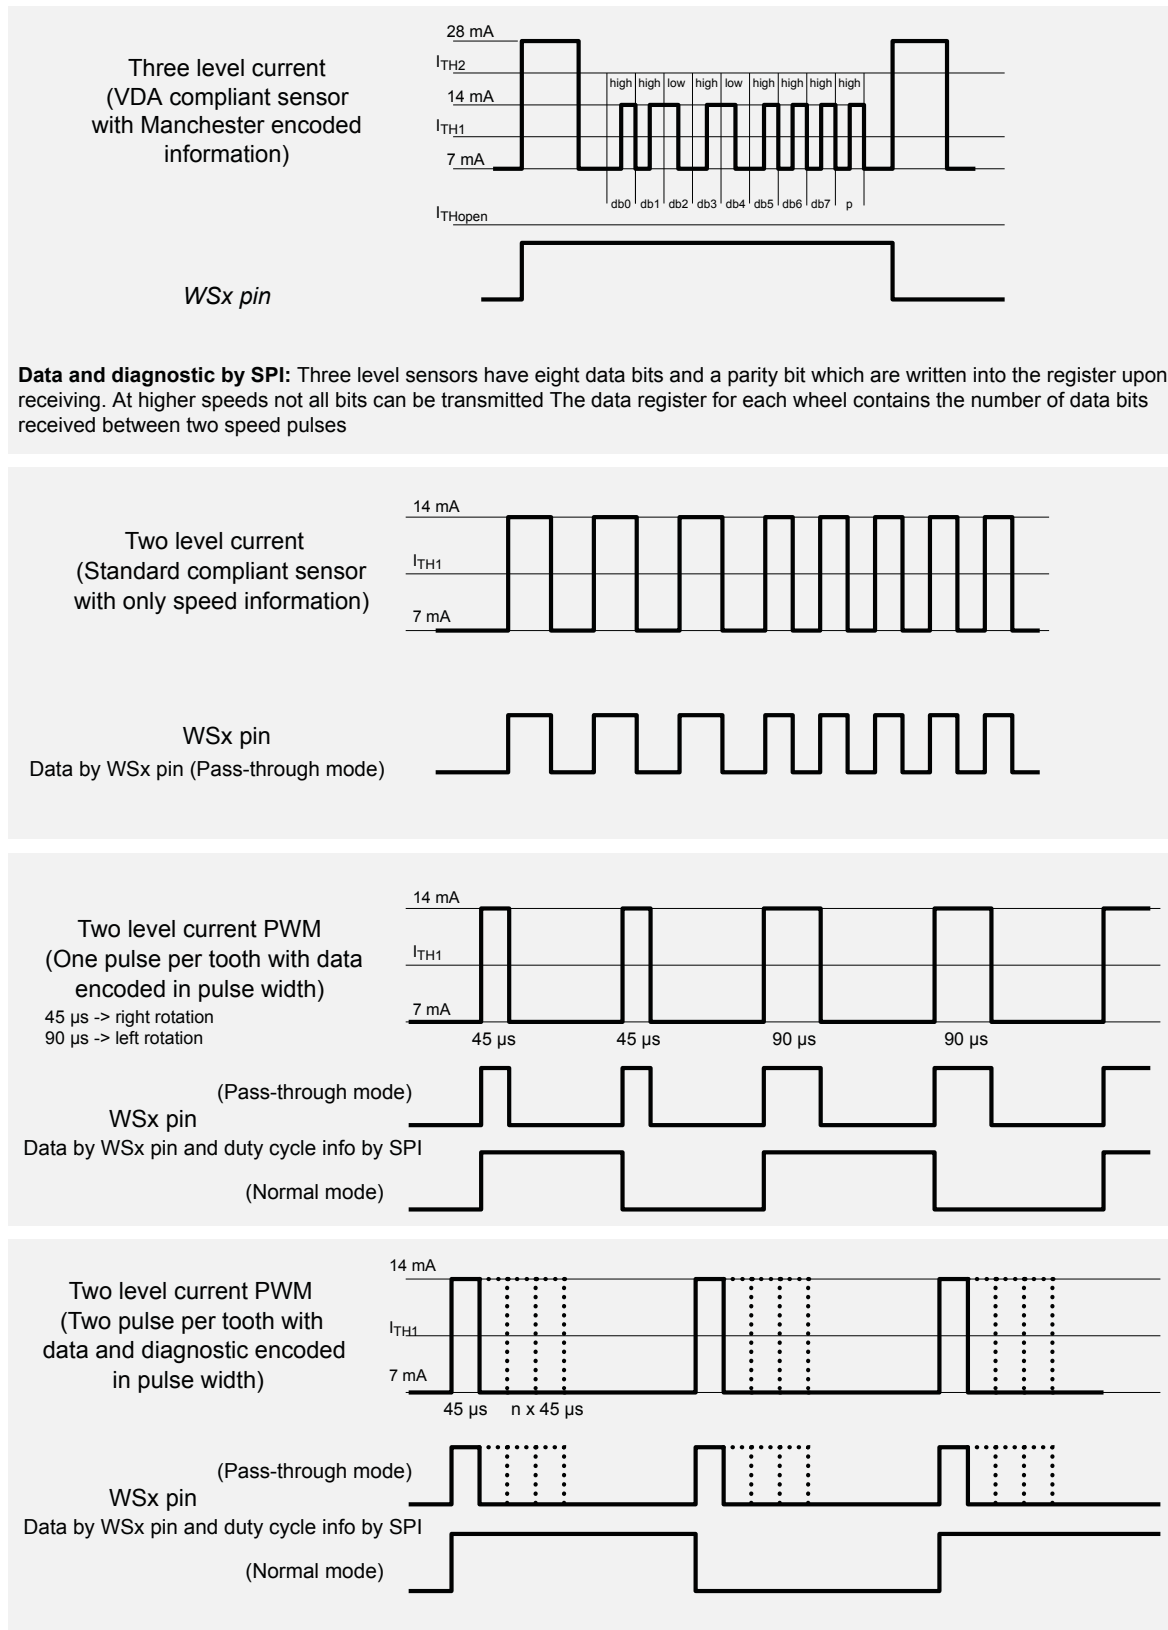 28 mA
Three level current
(VDA compliant sensor
with Manchester encoded
information)
ITH2
high high low high low high high high high
14 mA
ITH1
7 mA
db0 db1 db2 db3 db4 db5 db6 db7 p
ITHopen
WSx pin
Data and diagnostic by SPI: Three level sensors have eight data bits and a parity bit which are written into the register upon
receiving. At higher speeds not all bits can be transmitted The data register for each wheel contains the number of data bits
received between two speed pulses
14 mA
Two level current
(Standard compliant sensor
with only speed information)
ITH1
7 mA
WSx pin
Data by WSx pin (Pass-through mode)
14 mA
Two level current PWM
(One pulse per tooth with data
encoded in pulse width)
45 µs -> right rotation
90 µs -> left rotation
ITH1
7 mA
45 µs 45 µs 90 µs 90 µs
(Pass-through mode)
WSx pin
Data by WSx pin and duty cycle info by SPI
(Normal mode)
14 mA
Two level current PWM
(Two pulse per tooth with
data and diagnostic encoded
in pulse width)
ITH1
7 mA
45 µs n x 45 µs
(Pass-through mode)
WSx pin
Data by WSx pin and duty cycle info by SPI
(Normal mode)